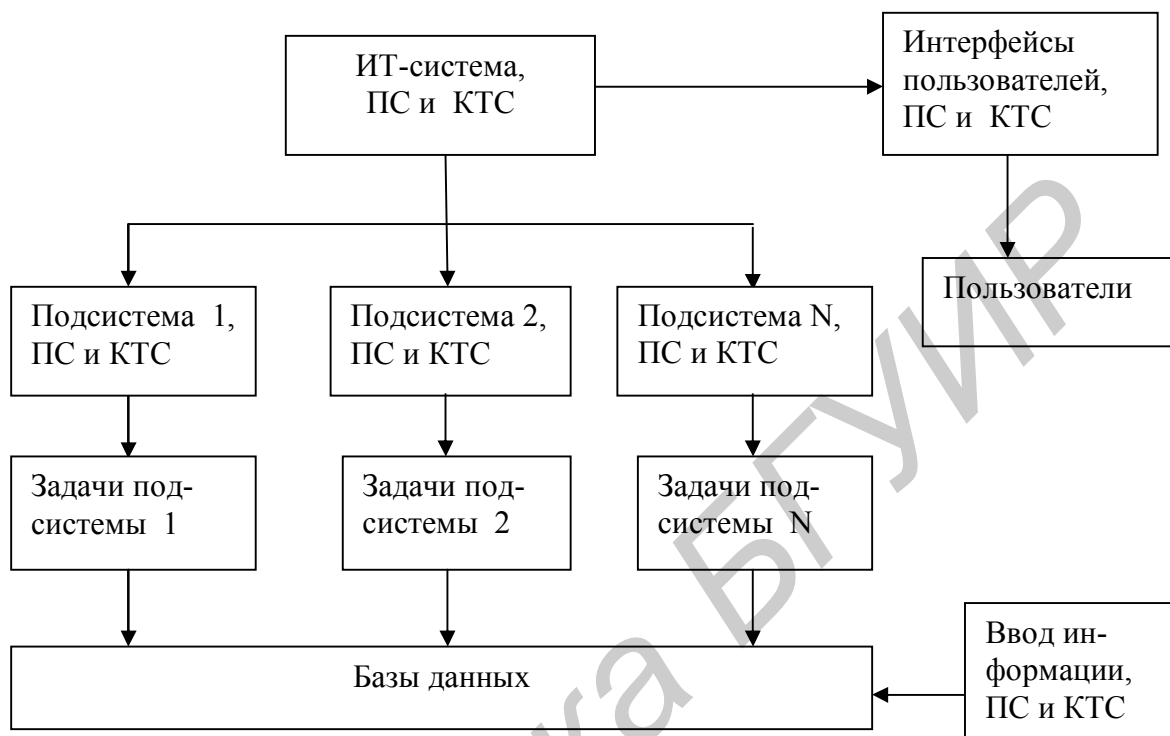 ИТ-система,
ПС и КТС
Интерфейсы
пользователей,
ПС и КТС
Пользователи
Подсистема 1,
ПС и КТС
Подсистема 2,
ПС и КТС
Подсистема N,
ПС и КТС
Задачи под-
системы 1
Задачи под-
системы 2
Задачи под-
системы N
Базы данных
Ввод ин-
формации,
ПС и КТС
ка БГУИР